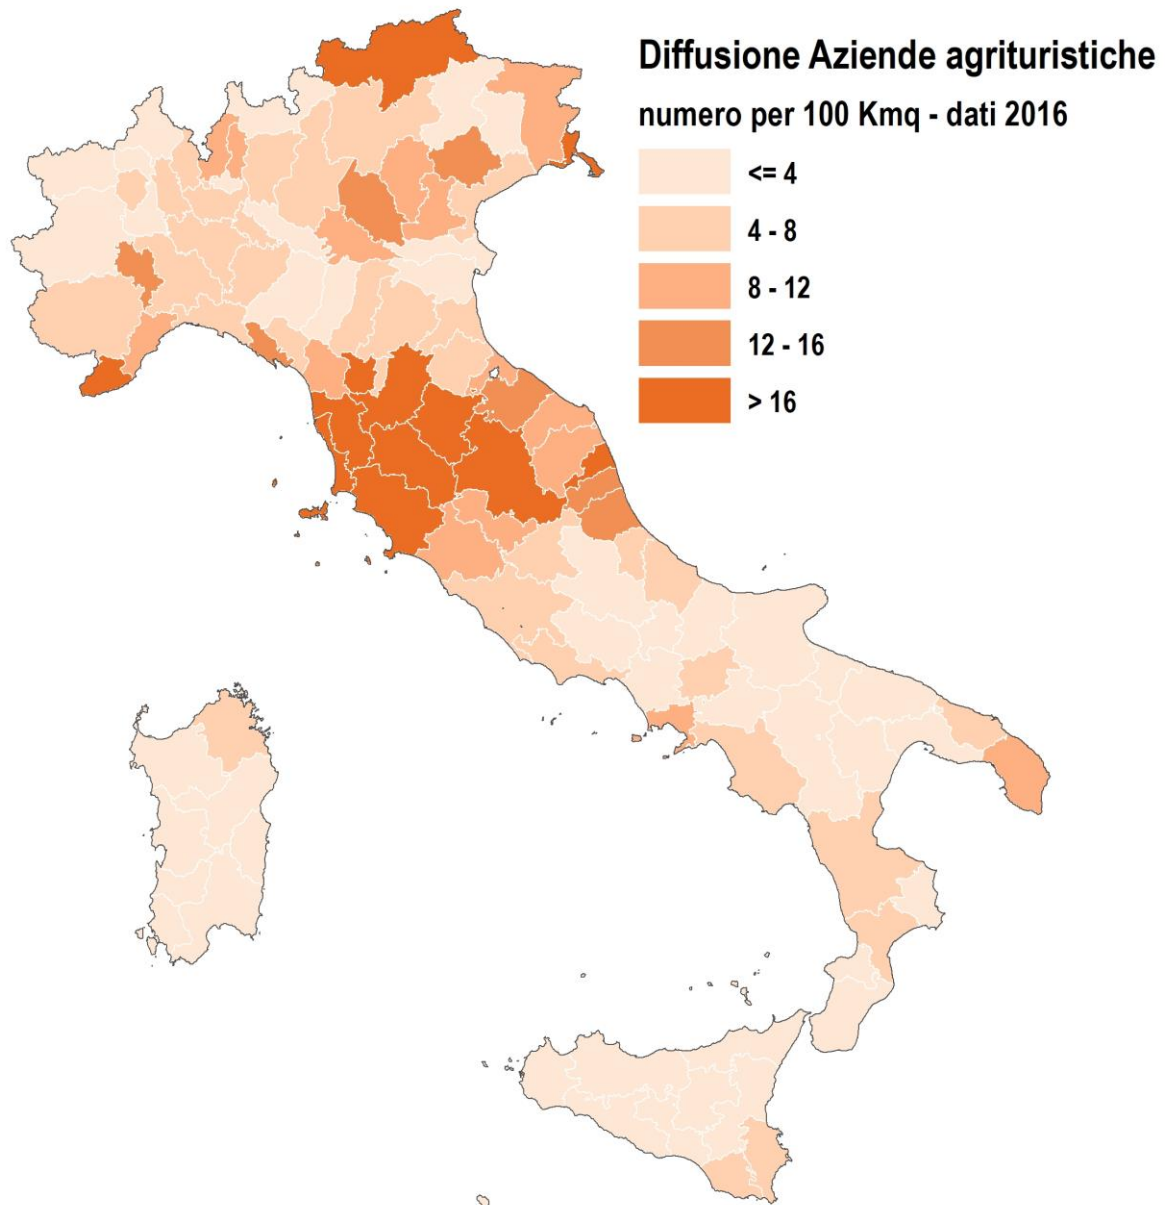 Diffusione Aziende agrituristiche
numero per 100 Kmq - dati 2016
<= 4
4 - 8
8 - 12
12 - 16
> 16